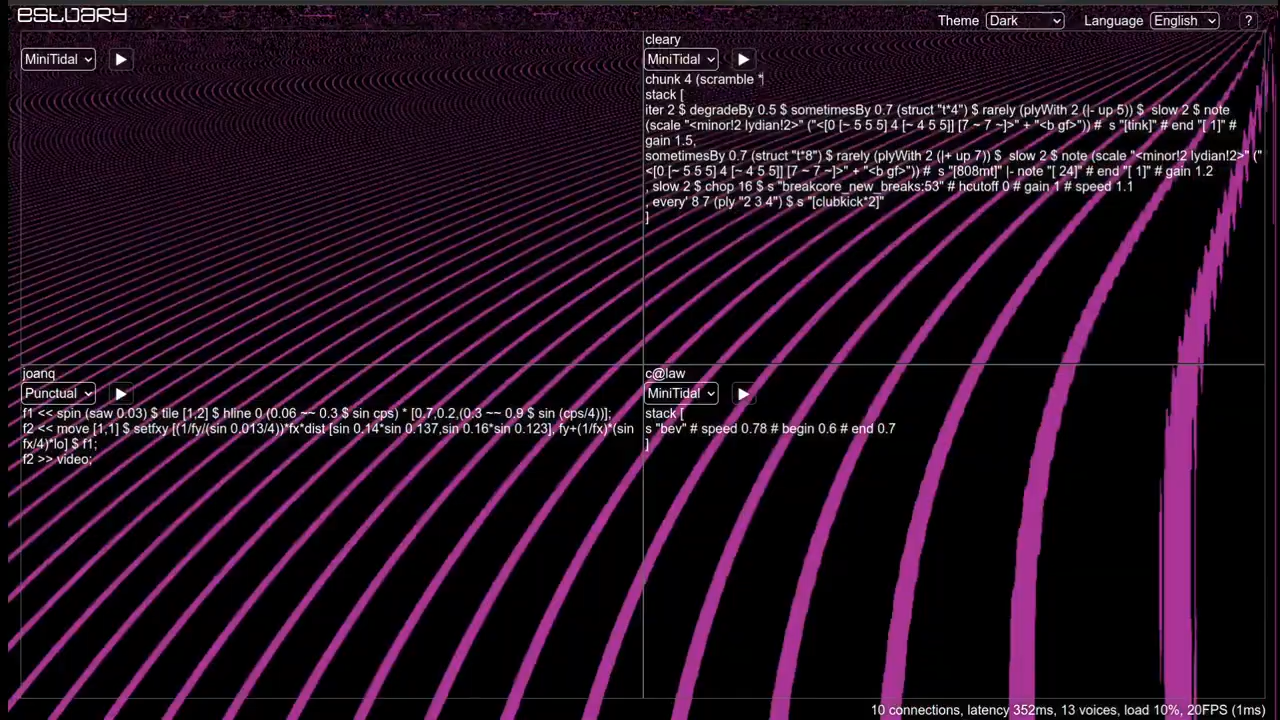 estuary
Theme Dark Language English ?
MiniTidal
cleary
MiniTidal
chunk 4 (scramble *
stack [
iter 2 $ degradeBy 0.5 $ sometimesBy 0.7 (struct "t*4") $ rarely (plyWith 2 (|- up 5)) $  slow 2 $ note
(scale "<minor!2 lydian!2>" ("<[0 [~ 5 5 5] 4 [~ 4 5 5]] [7 ~ 7 ~]>" + "<b gf>")) #  s "[tink]" # end "[ 1]" #
gain 1.5,
sometimesBy 0.7 (struct "t*8") $ rarely (plyWith 2 (|+ up 7)) $  slow 2 $ note (scale "<minor!2 lydian!2>" ("
<[0 [~ 5 5 5] 4 [~ 4 5 5]] [7 ~ 7 ~]>" + "<b gf>")) #  s "[808mt]" |- note "[ 24]" # end "[ 1]" # gain 1.2
, slow 2 $ chop 16 $ s "breakcore_new_breaks:53" # hcutoff 0 # gain 1 # speed 1.1
, every' 8 7 (ply "2 3 4") $ s "[clubkick*2]"
]
joanq
Punctual
f1 << spin (saw 0.03) $ tile [1,2] $ hline 0 (0.06 ~~ 0.3 $ sin cps) * [0.7,0.2,(0.3 ~~ 0.9 $ sin (cps/4))];
f2 << move [1,1] $ setfxy [(1/fy/(sin 0.013/4))*fx*dist [sin 0.14*sin 0.137,sin 0.16*sin 0.123], fy+(1/fx)*(sin
fx/4)*lo] $ f1;
f2 >> video;
c@law
MiniTidal
stack [
s "bev" # speed 0.78 # begin 0.6 # end 0.7
]
10 connections, latency 352ms, 13 voices, load 10%, 20FPS (1ms)